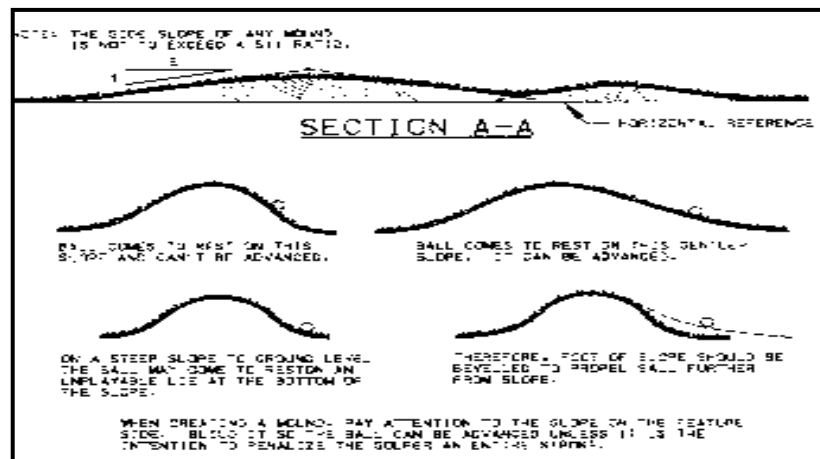 NOTE: THE SIDE SLOPE OF ANY MOUND
IS NOT TO EXCEED A RATIO.
1
SECTION A-A
HORIZONTAL REFERENCE
BALL COMES TO REST ON THIS
SLOPE AND CAN'T BE ADVANCED.
BALL COMES TO REST ON THIS GENTLER
SLOPE. IT CAN BE ADVANCED.
ON A STEEP SLOPE TO GROUND LEVEL
THE BALL MAY COME TO REST ON AN
UNPLAYABLE LIE AT THE BOTTOM OF
THE SLOPE.
THEREFORE, FOOT OF SLOPE SHOULD BE
BEVELLED TO PROPEL BALL FURTHER
FROM SLOPE.
WHEN CREATING A MOUND, PAY ATTENTION TO THE SLOPE ON THE FEATURE
SIDE. BUILD IT SO THE BALL CAN BE ADVANCED UNLESS IT IS THE
INTENTION TO PENALIZE THE GOLFER AN ENTIRE STROKE.